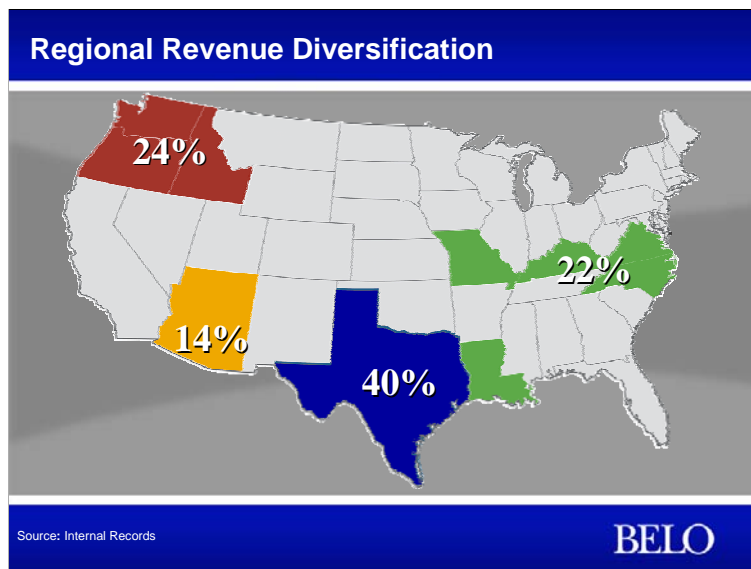 Regional Revenue Diversification
24%
22%
14%
40%
Source: Internal Records
BELO